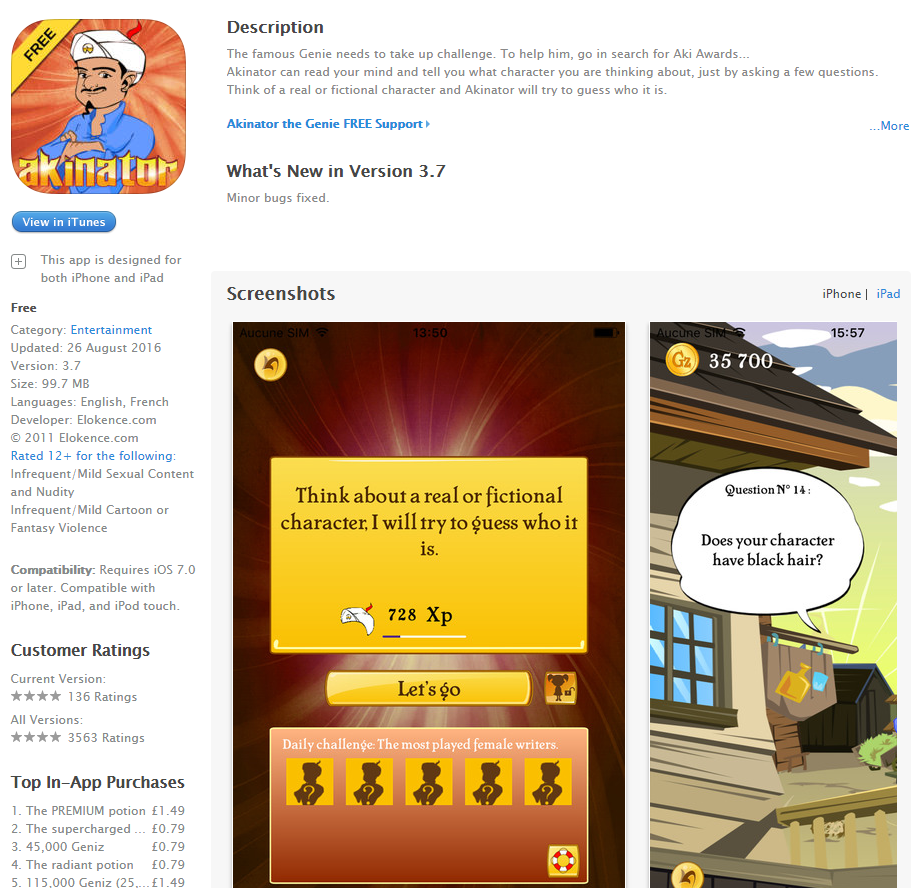 FREE
akinator
View in iTunes
This app is designed for
both iPhone and iPad
Free
Category: Entertainment
Updated: 26 August 2016
Version: 3.7
Size: 99.7 MB
Languages: English, French
Developer: Elokence.com
© 2011 Elokence.com
Rated 12+ for the following:
Infrequent/Mild Sexual Content
and Nudity
Infrequent/Mild Cartoon or
Fantasy Violence
Compatibility: Requires iOS 7.0
or later. Compatible with
iPhone, iPad, and iPod touch.
Customer Ratings
Current Version:
★★★★ 136 Ratings
All Versions:
★★★★ 3563 Ratings
Top In-App Purchases
1. The PREMIUM potion £1.49
2. The supercharged ... £0.79
3. 45,000 Geniz £0.79
4. The radiant potion £0.79
5. 115,000 Geniz (25,... £1.49
Description
The famous Genie needs to take up challenge. To help him, go in search for Aki Awards...
Akinator can read your mind and tell you what character you are thinking about, just by asking a few questions.
Think of a real or fictional character and Akinator will try to guess who it is.
Akinator the Genie FREE Support
...More
What's New in Version 3.7
Minor bugs fixed.
Screenshots
iPhone | iPad
Aucune SIM 13:50
Think about a real or fictional
character, I will try to guess who it
is.
728 Xp
Let's go
Daily challenge: The most played female writers.
? ? ? ? ?
Aucune SIM 15:57
Gz 35 700
Question N° 14 :
Does your character
have black hair?